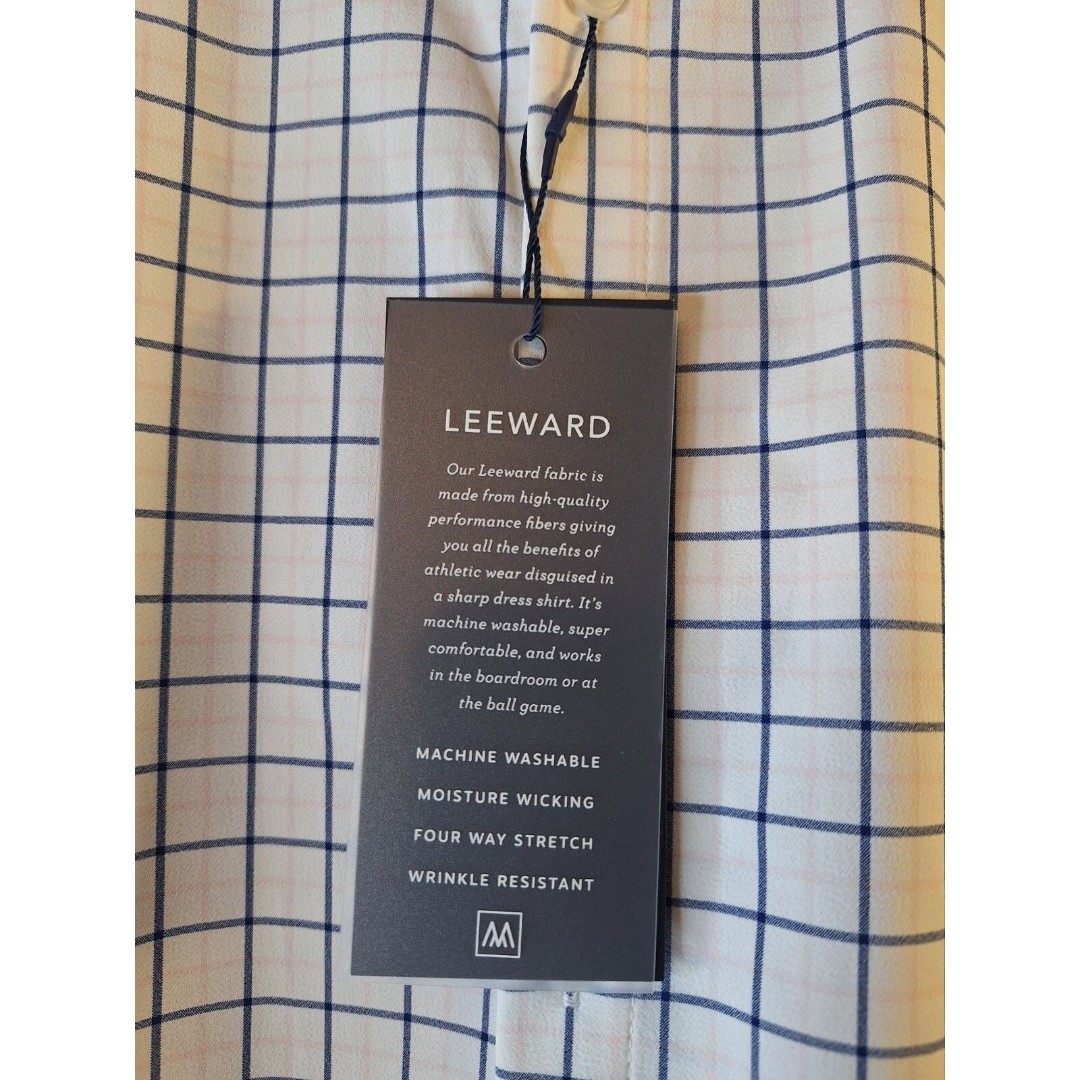 LEEWARD
Our Leeward fabric is
made from high-quality
performance fibers giving
you all the benefits of
athletic wear disguised in
a sharp dress shirt. It's
machine washable, super
comfortable, and works
in the boardroom or at
the ball game.
MACHINE WASHABLE
MOISTURE WICKING
FOUR WAY STRETCH
WRINKLE RESISTANT